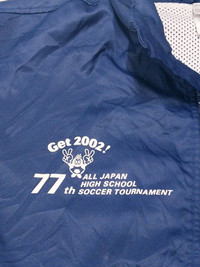 Get 2002!
77th ALL JAPAN
HIGH SCHOOL
SOCCER TOURNAMENT